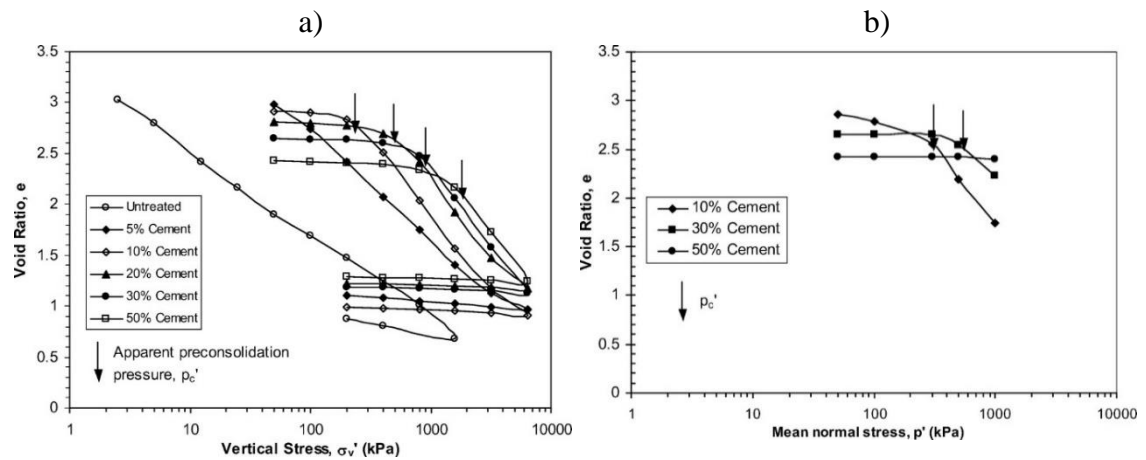 a)
3.5
3
2.5
2
1.5
1
0.5
0
Void Ratio, e
Untreated
5% Cement
10% Cement
20% Cement
30% Cement
50% Cement
Apparent preconsolidation
pressure, pc'
1 10 100 1000 10000
Vertical Stress, σv' (kPa)
b)
3.5
3
2.5
2
1.5
1
0.5
0
Void Ratio, e
10% Cement
30% Cement
50% Cement
pc'
1 10 100 1000 10000
Mean normal stress, p' (kPa)